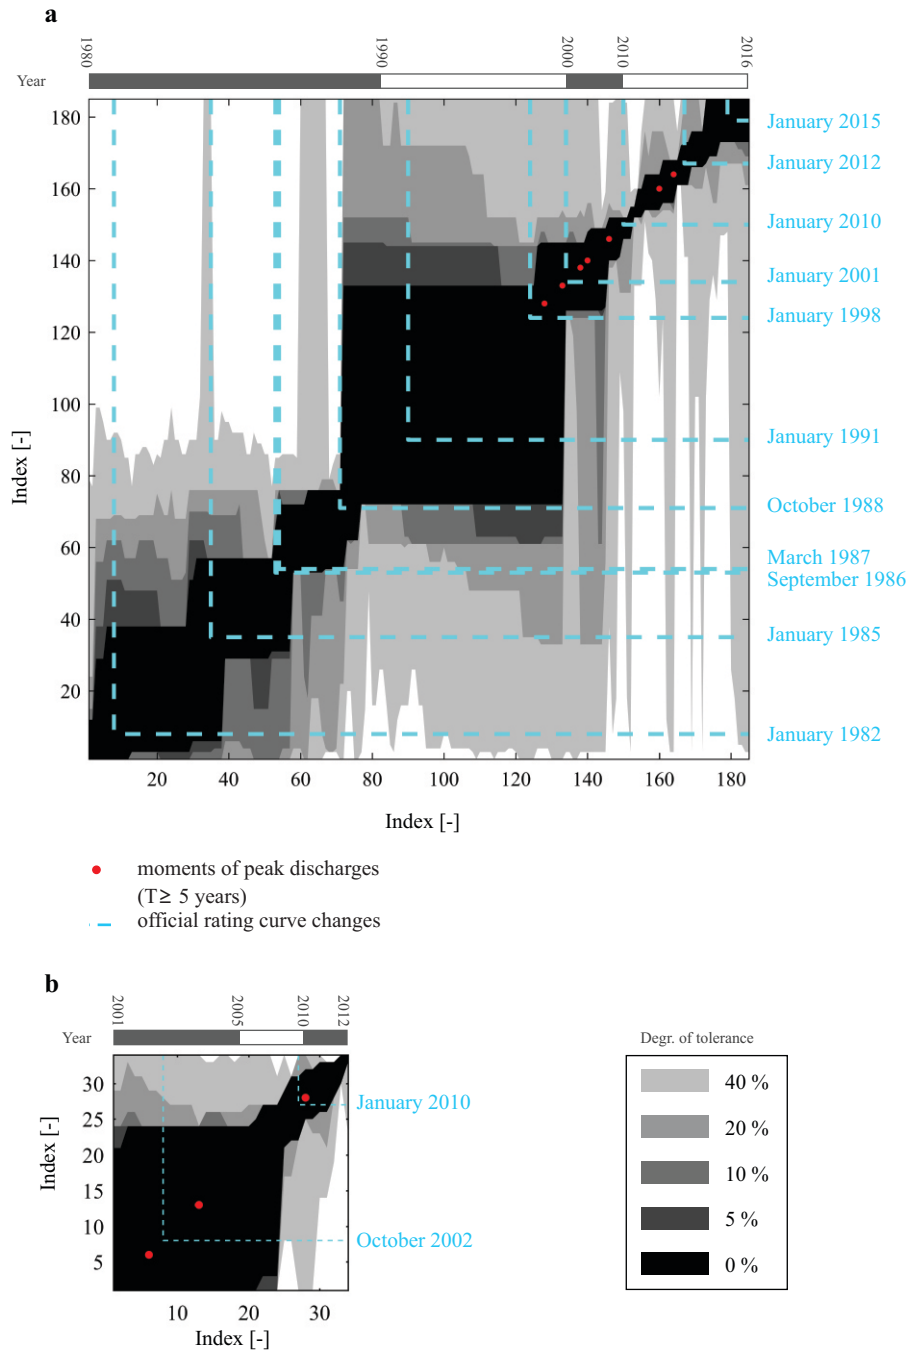 a
1980 1990 2000 2010 2016
Year
180
160
140
120
100
80
60
40
20
Index [-]
20 40 60 80 100 120 140 160 180
Index [-]
January 2015
January 2012
January 2010
January 2001
January 1998
January 1991
October 1988
March 1987
September 1986
January 1985
January 1982
moments of peak discharges
(T≥ 5 years)
official rating curve changes
b
2001 2005 2010 2012
Year
30
25
20
15
10
5
Index [-]
10 20 30
Index [-]
January 2010
October 2002
Degr. of tolerance
40 %
20 %
10 %
5 %
0 %